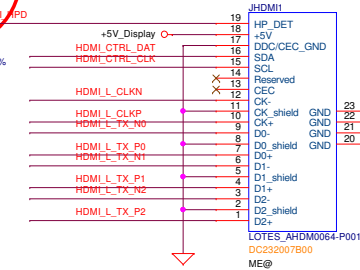 JHDMI1
HPD
19 HP_DET
+5V_Display 18 +5V
17 DDC/CEC_GND
HDMI_CTRL_DAT 16 SDA
HDMI_CTRL_CLK 15 SCL
% 14 Reserved
13 CEC
HDMI_L_CLKN 12 CK-
11 CK_shield GND 23
HDMI_L_CLKP 10 CK+ GND 22
HDMI_L_TX_N0 9 D0- GND 21
8 D0_shield GND 20
HDMI_L_TX_P0 7 D0+
HDMI_L_TX_N1 6 D1-
5 D1_shield
HDMI_L_TX_P1 4 D1+
HDMI_L_TX_N2 3 D2-
2 D2_shield
HDMI_L_TX_P2 1 D2+
LOTES_AHDM0064-P001
DC232007B00
ME@